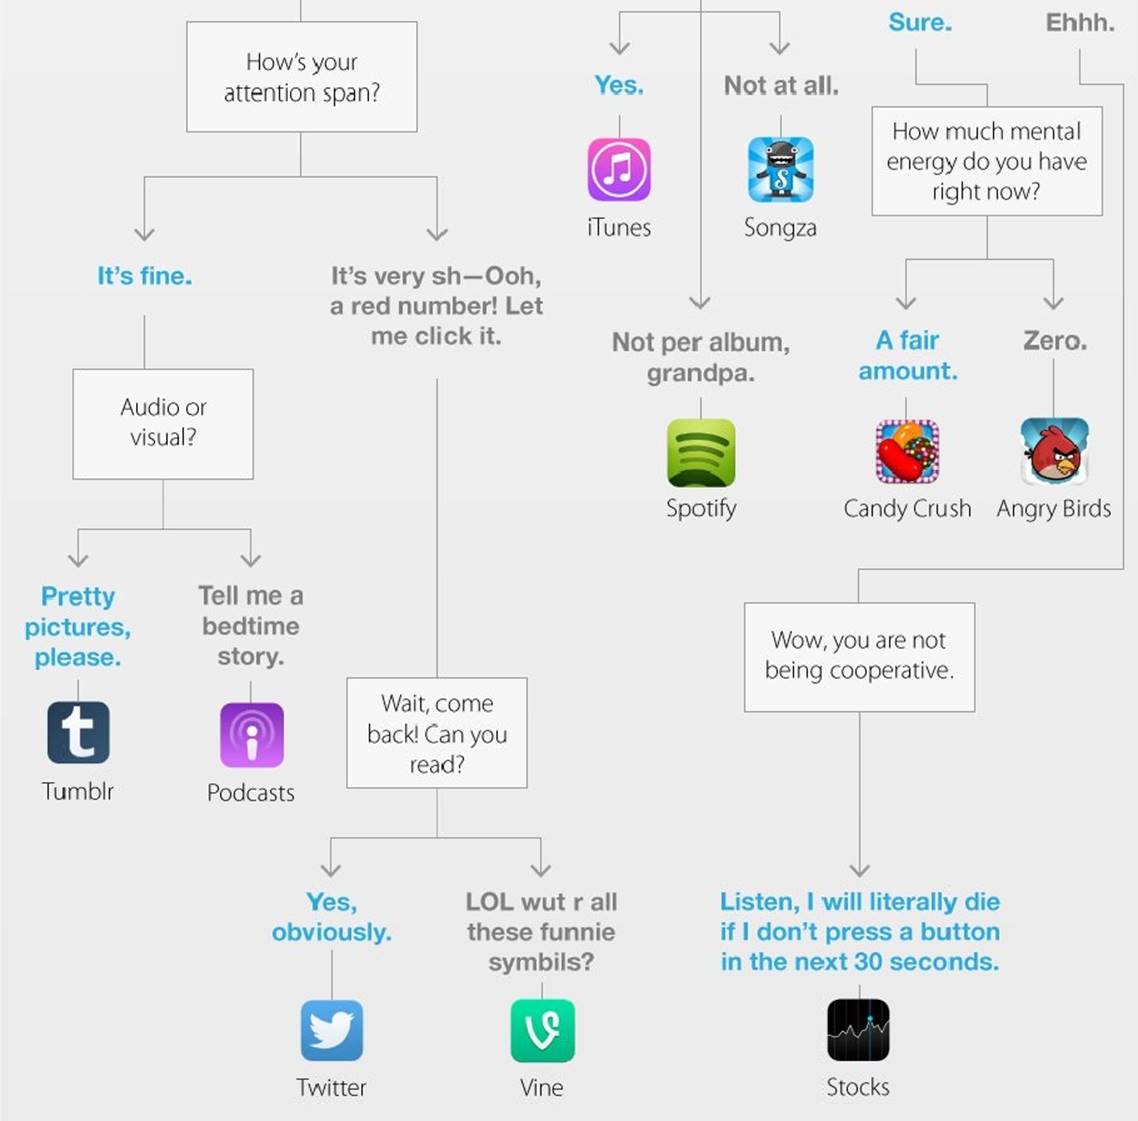 How's your
attention span?
It's fine.
It's very sh—Ooh,
a red number! Let
me click it.
Audio or
visual?
Pretty
pictures,
please.
Tumblr
Tell me a
bedtime
story.
Podcasts
Wait, come
back! Can you
read?
Yes,
obviously.
Twitter
LOL wut r all
these funnie
symbils?
Vine
Yes.
iTunes
Not at all.
S
Songza
Not per album,
grandpa.
Spotify
Sure.
Ehhh.
How much mental
energy do you have
right now?
A fair
amount.
Candy Crush
Zero.
Angry Birds
Wow, you are not
being cooperative.
Listen, I will literally die
if I don't press a button
in the next 30 seconds.
Stocks